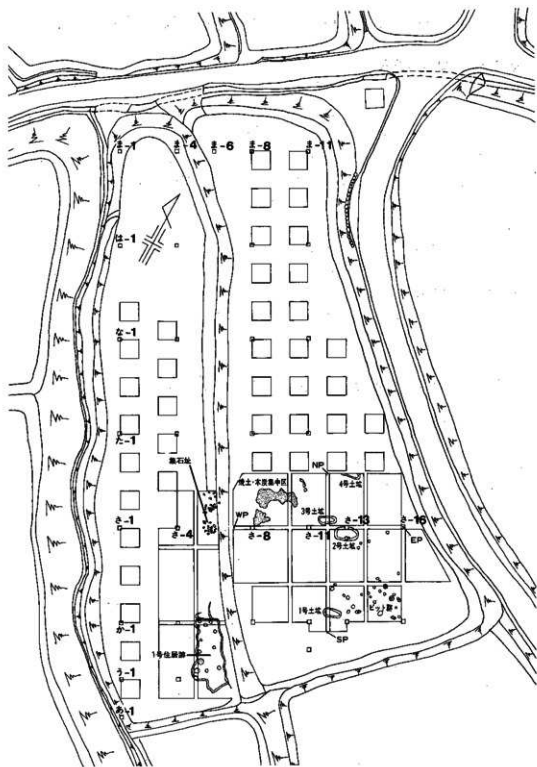 ま-1
ま-4
ま-6
ま-8
ま-11
は-1
な-1
た-1
集石址
焼土・木炭集中区
NP
4号土坑
3号土坑
WP
さ-1
さ-4
さ-8
さ-11
さ-13
さ-15
2号土坑
EP
か-1
1号土坑
ピット群
SP
1号住居跡
う-1
あ-1